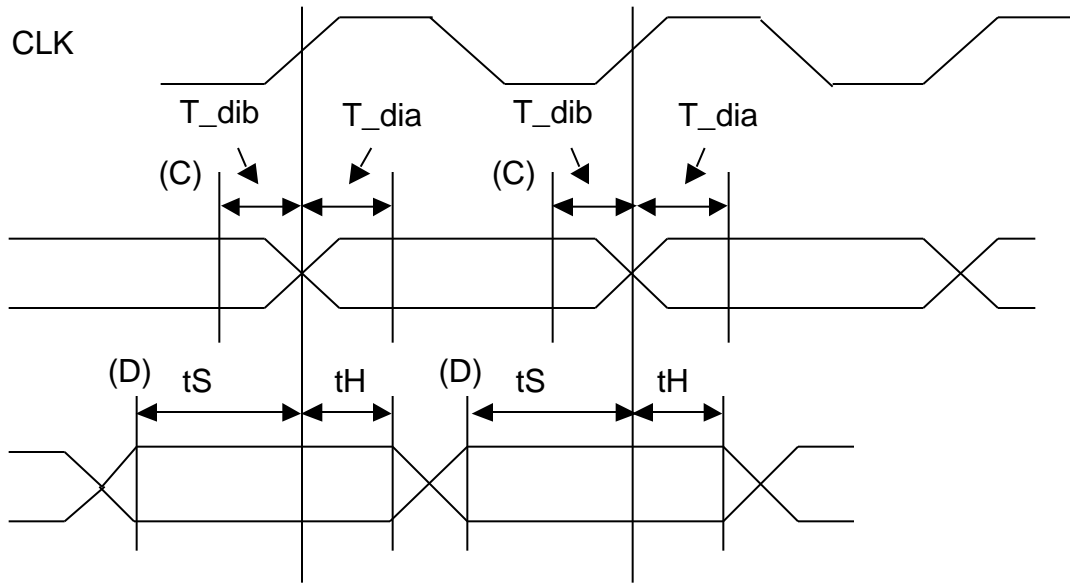 CLK
T_dib T_dia T_dib T_dia
(C) (C)
(D) tS tH (D) tS tH